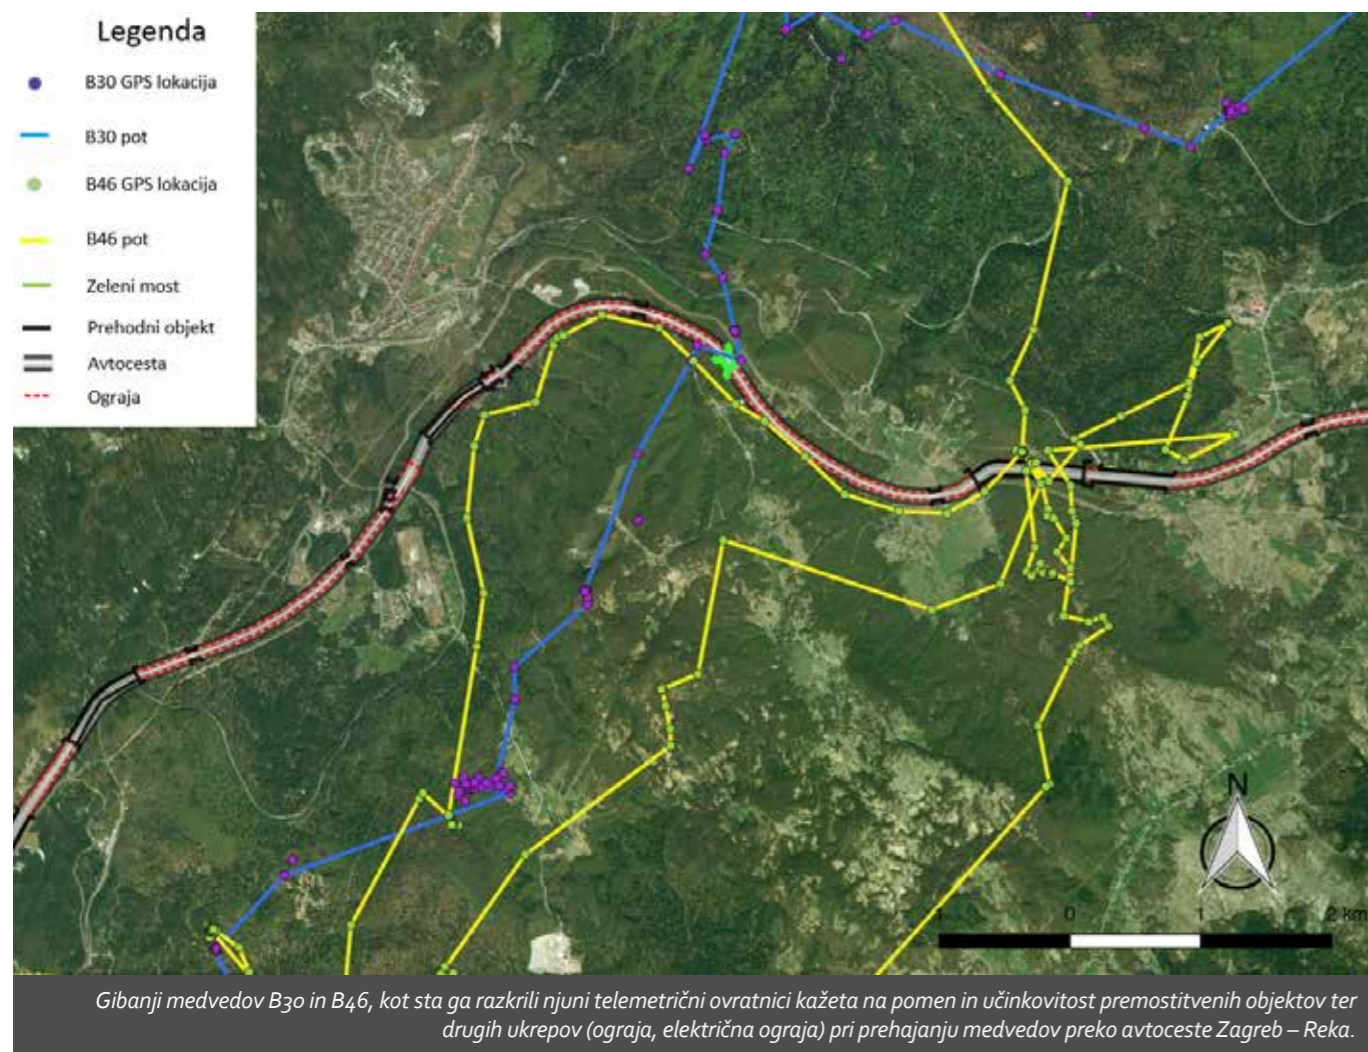 Legenda
B30 GPS lokacija
B30 pot
B46 GPS lokacija
B46 pot
Zeleni most
Prehodni objekt
Avtocesta
Ograja
N
1 0 1 2 km
Gibanji medvedov B30 in B46, kot sta ga razkrili njuni telemetrični ovratnici kažeta na pomen in učinkovitost premostitvenih objektov ter
drugih ukrepov (ograja, električna ograja) pri prehajanju medvedov preko avtoceste Zagreb – Reka.